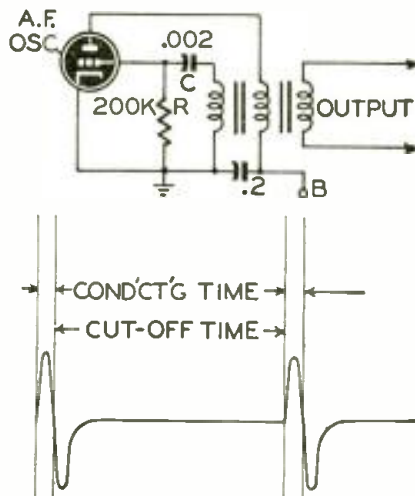 A.F.
OSC.
.002
C
200K R
OUTPUT
.2
B
COND'CT'G TIME
CUT-OFF TIME